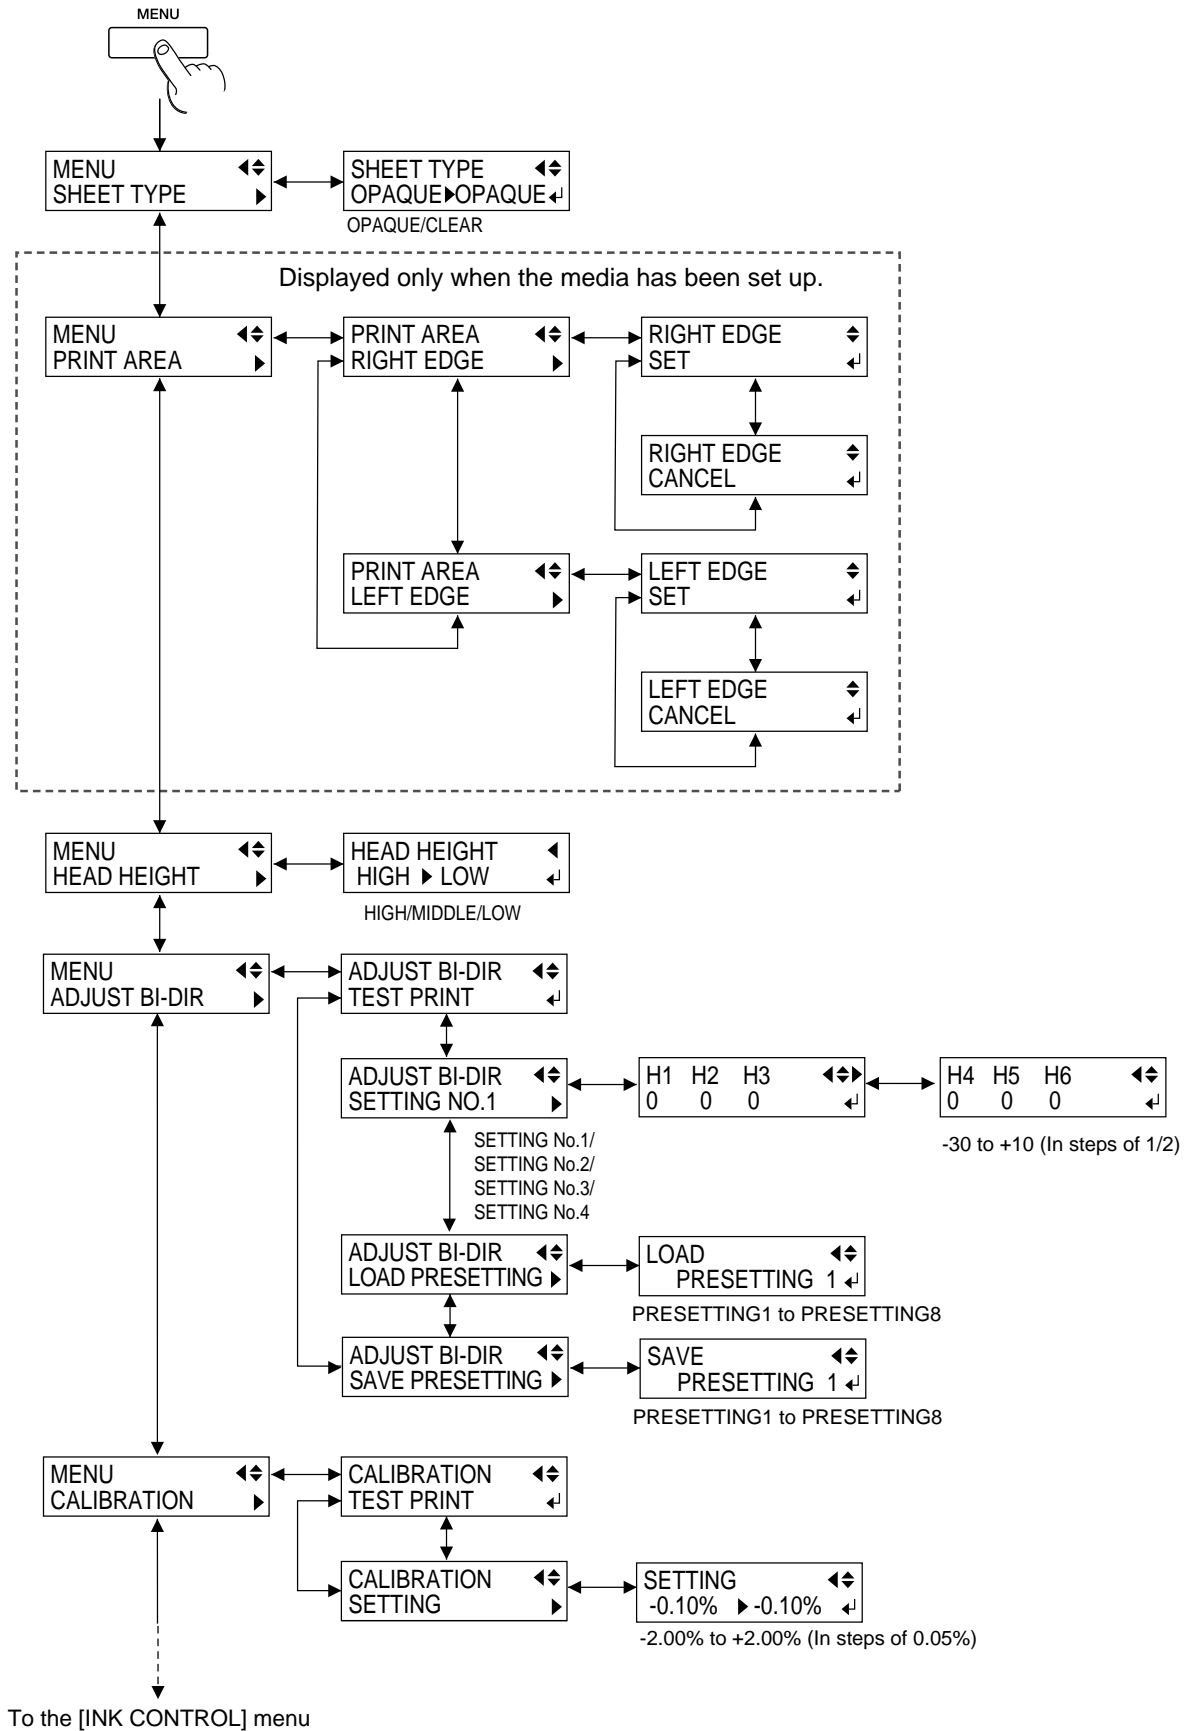 MENU
MENU
SHEET TYPE
SHEET TYPE
OPAQUE▶OPAQUE
OPAQUE/CLEAR
Displayed only when the media has been set up.
MENU
PRINT AREA
PRINT AREA
RIGHT EDGE
RIGHT EDGE
SET
RIGHT EDGE
CANCEL
PRINT AREA
LEFT EDGE
LEFT EDGE
SET
LEFT EDGE
CANCEL
MENU
HEAD HEIGHT
HEAD HEIGHT
HIGH ▶ LOW
HIGH/MIDDLE/LOW
MENU
ADJUST BI-DIR
ADJUST BI-DIR
TEST PRINT
ADJUST BI-DIR
SETTING NO.1
H1 H2 H3
0 0 0
H4 H5 H6
0 0 0
-30 to +10 (In steps of 1/2)
SETTING No.1/
SETTING No.2/
SETTING No.3/
SETTING No.4
ADJUST BI-DIR
LOAD PRESETTING
LOAD
PRESETTING 1
PRESETTING1 to PRESETTING8
ADJUST BI-DIR
SAVE PRESETTING
SAVE
PRESETTING 1
PRESETTING1 to PRESETTING8
MENU
CALIBRATION
CALIBRATION
TEST PRINT
CALIBRATION
SETTING
SETTING
-0.10% ▶ -0.10%
-2.00% to +2.00% (In steps of 0.05%)
To the [INK CONTROL] menu